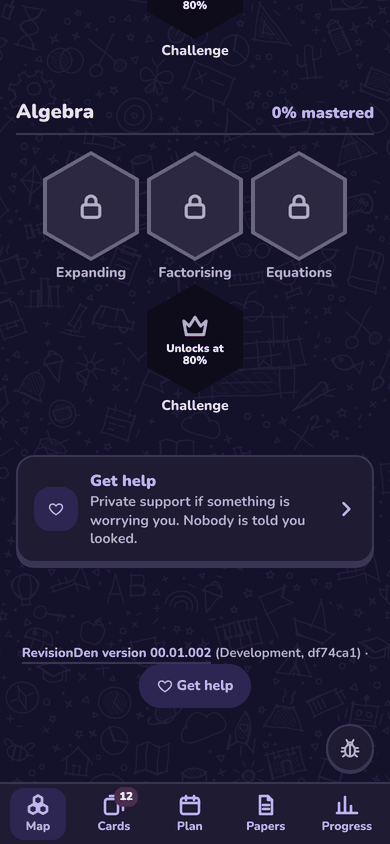 80%
Challenge
Algebra
0% mastered
Expanding
Factorising
Equations
Unlocks at
80%
Challenge
Get help
Private support if something is
worrying you. Nobody is told you
looked.
RevisionDen version 00.01.002 (Development, df74ca1) ·
Get help
12
Map
Cards
Plan
Papers
Progress